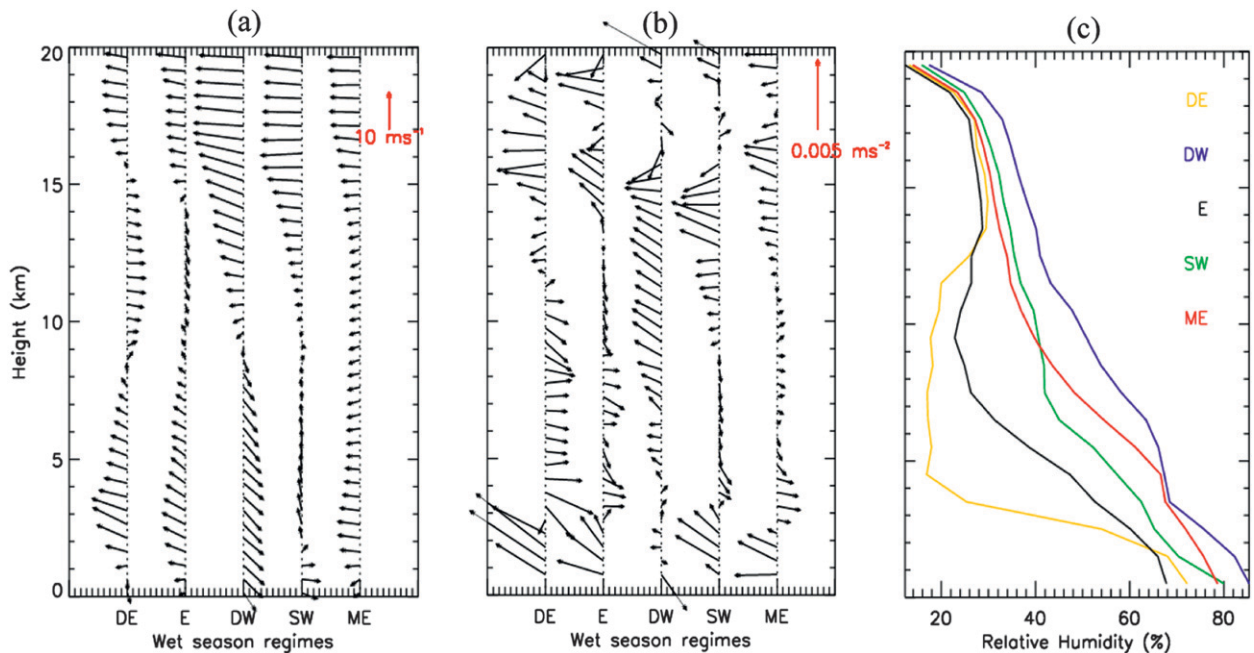 (a)
(b)
(c)
20
15
10
5
0
Height (km)
10 ms⁻¹
DE
E
DW
SW
ME
Wet season regimes
0.005 ms⁻²
DE
E
DW
SW
ME
Wet season regimes
DE
DW
E
SW
ME
20
40
60
80
Relative Humidity (%)